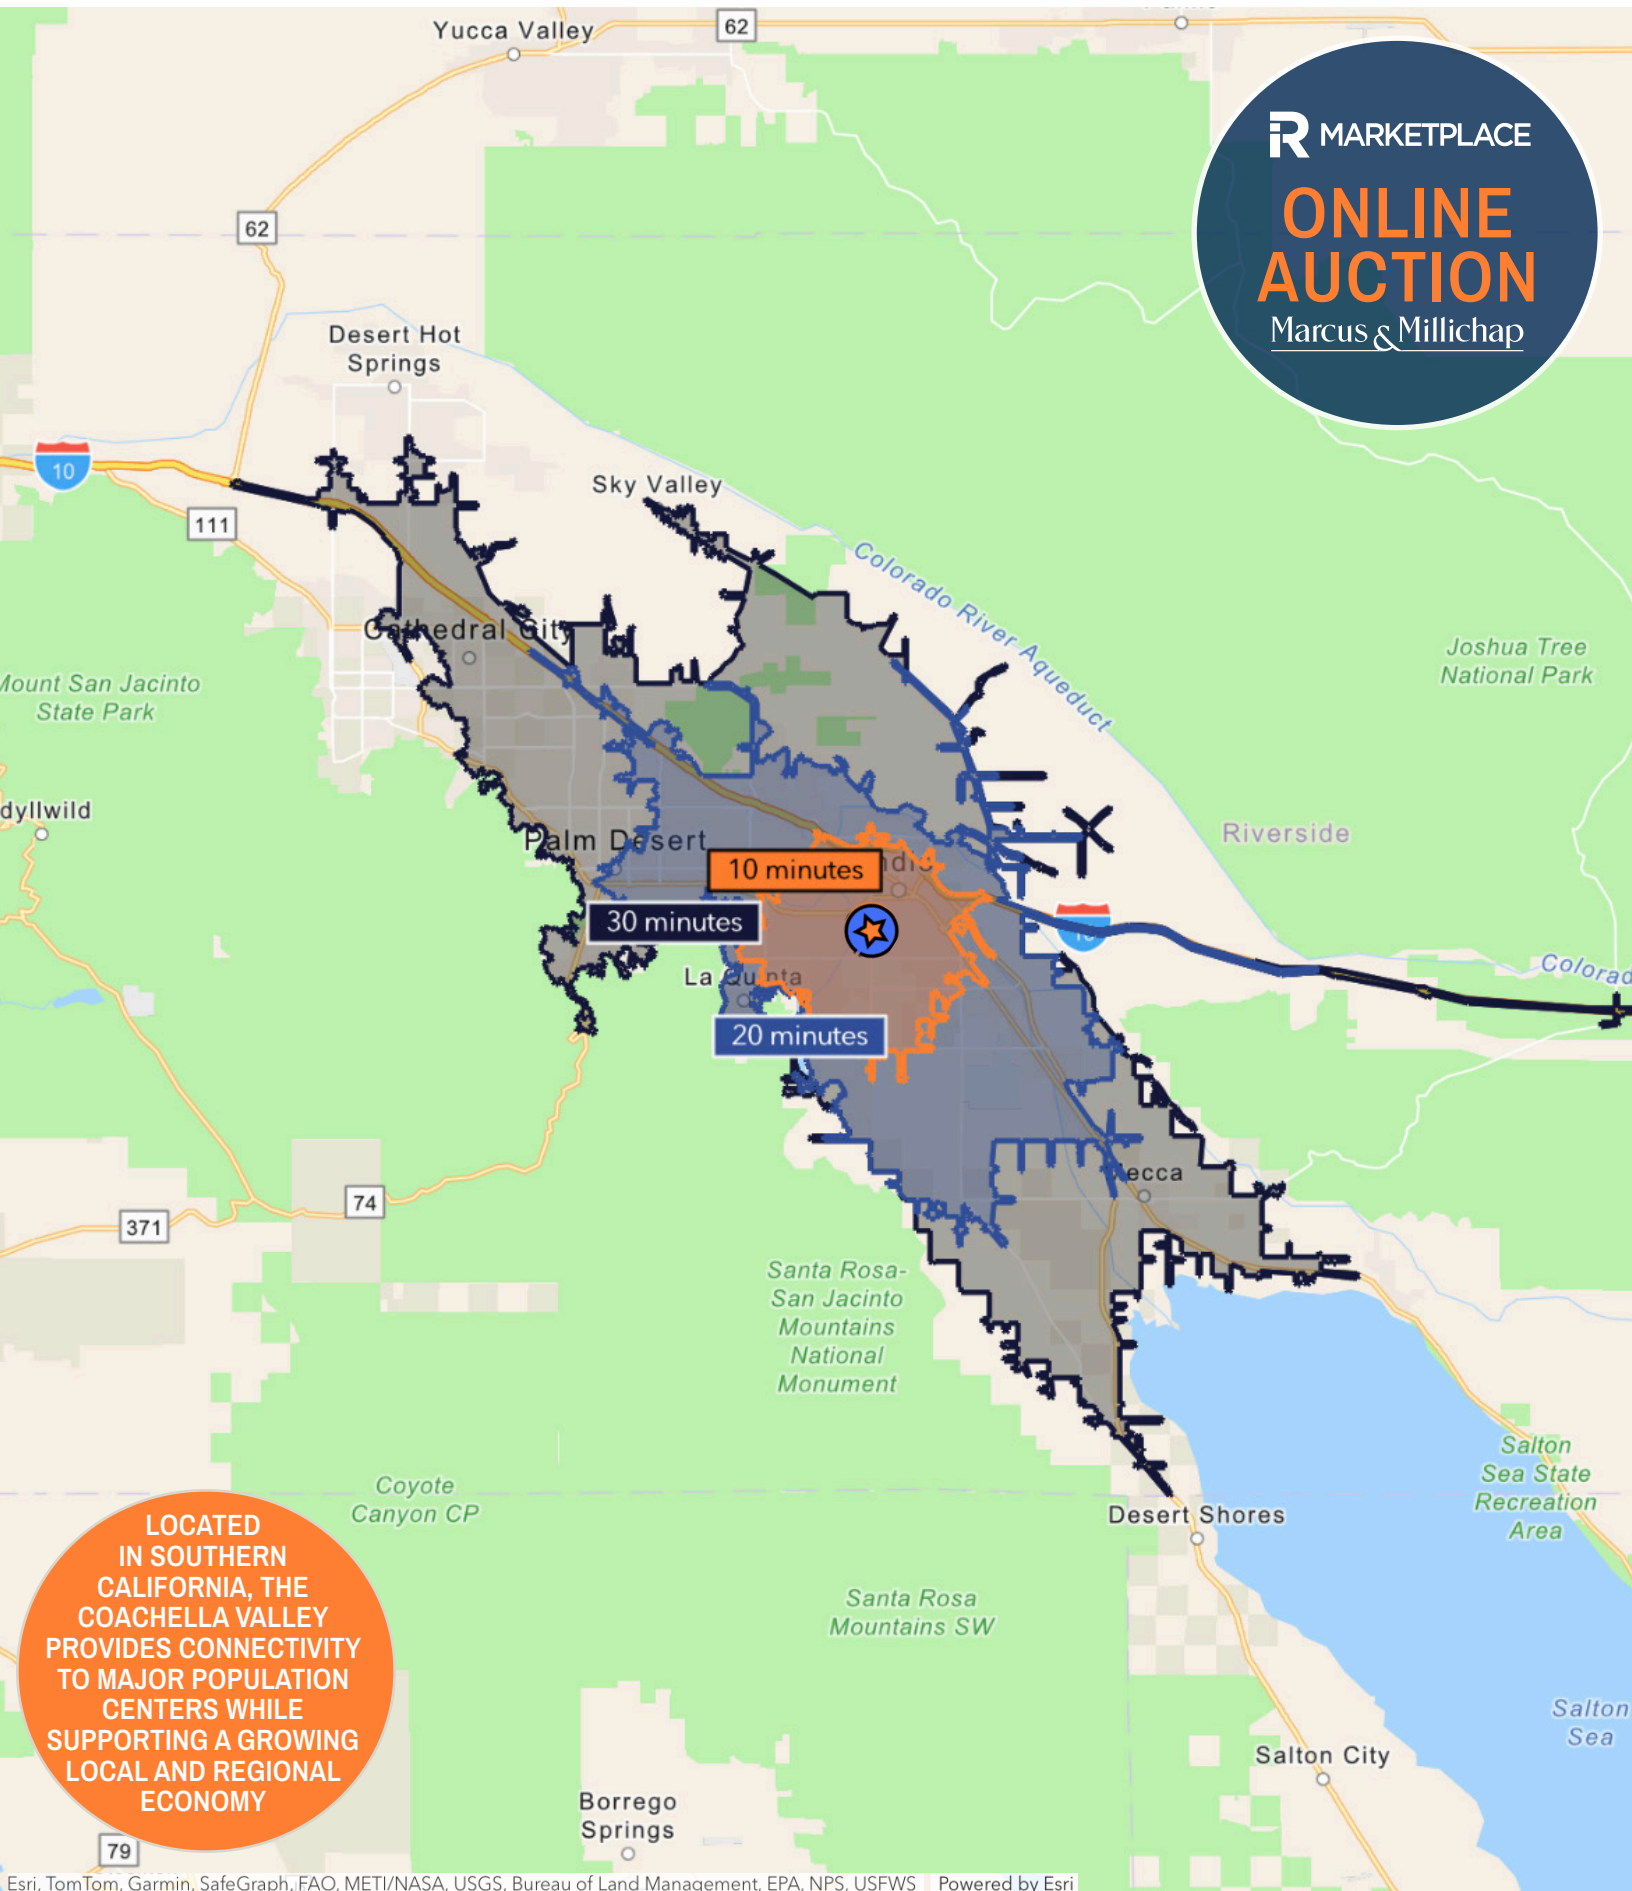 Yucca Valley
62
MARKETPLACE
ONLINE
AUCTION
Marcus & Millichap
62
Desert Hot
Springs
10
Sky Valley
111
Colorado River Aqueduct
Cathedral City
Joshua Tree
National Park
Mount San Jacinto
State Park
dyllwild
Palm Desert
Riverside
10 minutes
ndio
30 minutes
10
La Quinta
Colorad
20 minutes
ecca
74
371
Santa Rosa-
San Jacinto
Mountains
National
Monument
Salton
Sea State
Recreation
Area
Coyote
Canyon CP
Desert Shores
LOCATED
IN SOUTHERN
CALIFORNIA, THE
COACHELLA VALLEY
PROVIDES CONNECTIVITY
TO MAJOR POPULATION
CENTERS WHILE
SUPPORTING A GROWING
LOCAL AND REGIONAL
ECONOMY
Santa Rosa
Mountains SW
Salton
Sea
Salton City
Borrego
Springs
79
Esri, TomTom, Garmin, SafeGraph, FAO, METI/NASA, USGS, Bureau of Land Management, EPA, NPS, USFWS Powered by Esri